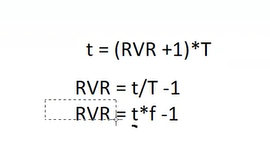 t = (RVR +1)*T
RVR = t/T -1
RVR = t*f -1